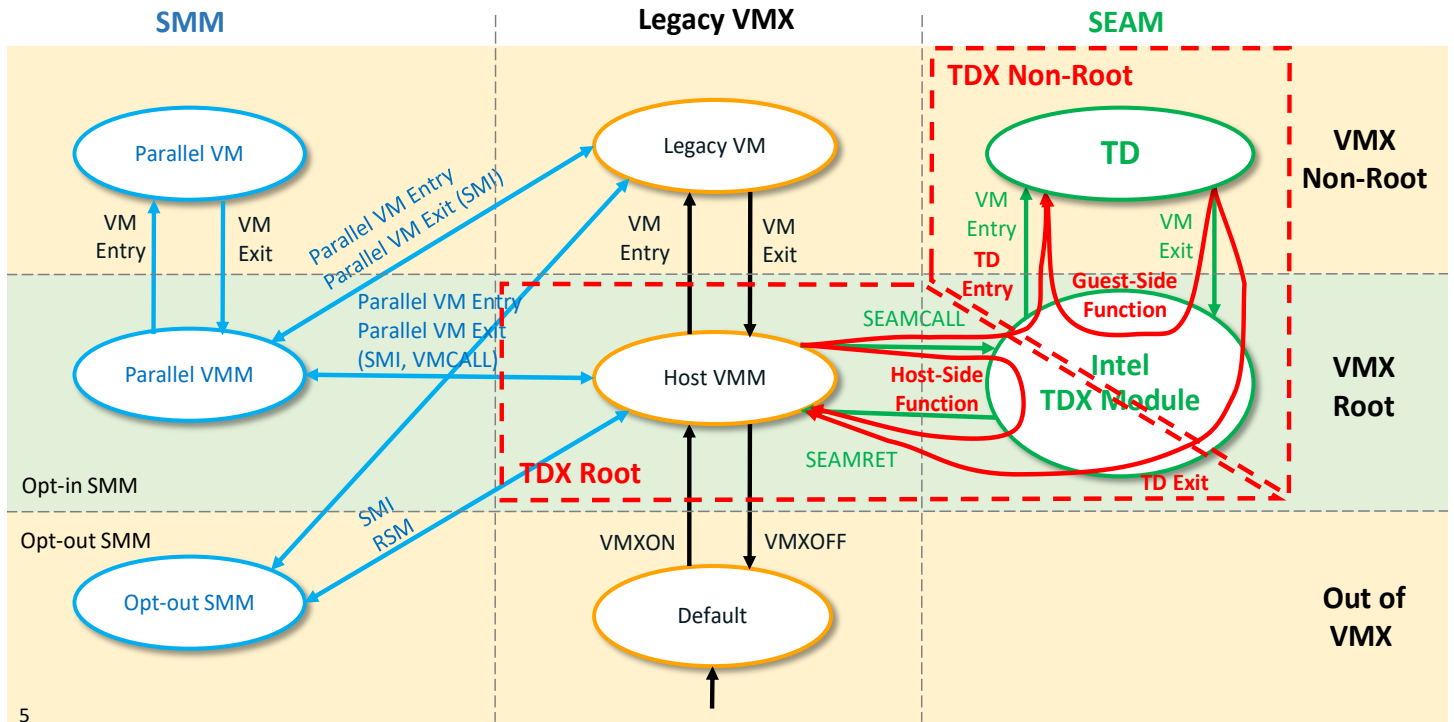 SMM
Legacy VMX
SEAM
TDX Non-Root
Parallel VM
Legacy VM
TD
VMX
Non-Root
VM
Entry
VM
Exit
Parallel VM Entry
Parallel VM Exit (SMI)
VM
Entry
VM
Exit
VM
Entry
TD
Entry
VM
Exit
Guest-Side
Function
Parallel VM Entry
Parallel VM Exit
(SMI, VMCALL)
SEAMCALL
Parallel VMM
Host VMM
Host-Side
Function
Intel
TDX Module
VMX
Root
SEAMRET
TDX Root
TD Exit
Opt-in SMM
Opt-out SMM
SMI
RSM
VMXON
VMXOFF
Opt-out SMM
Default
Out of
VMX
5